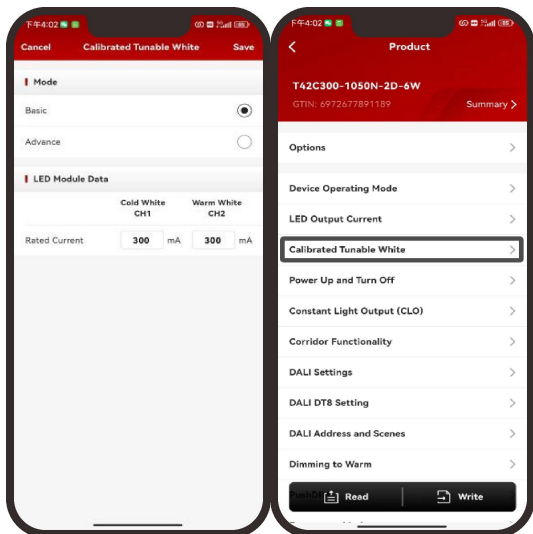 下午4:02
Cancel Calibrated Tunable White Save
Mode
Basic
Advance
LED Module Data
Cold White CH1
Warm White CH2
Rated Current 300 mA 300 mA
下午4:02
Product
T42C300-1050N-2D-6W
GTIN: 6972677891189 Summary
Options
Device Operating Mode
LED Output Current
Calibrated Tunable White
Power Up and Turn Off
Constant Light Output (CLO)
Corridor Functionality
DALI Settings
DALI DT8 Setting
DALI Address and Scenes
Dimming to Warm
Read Write